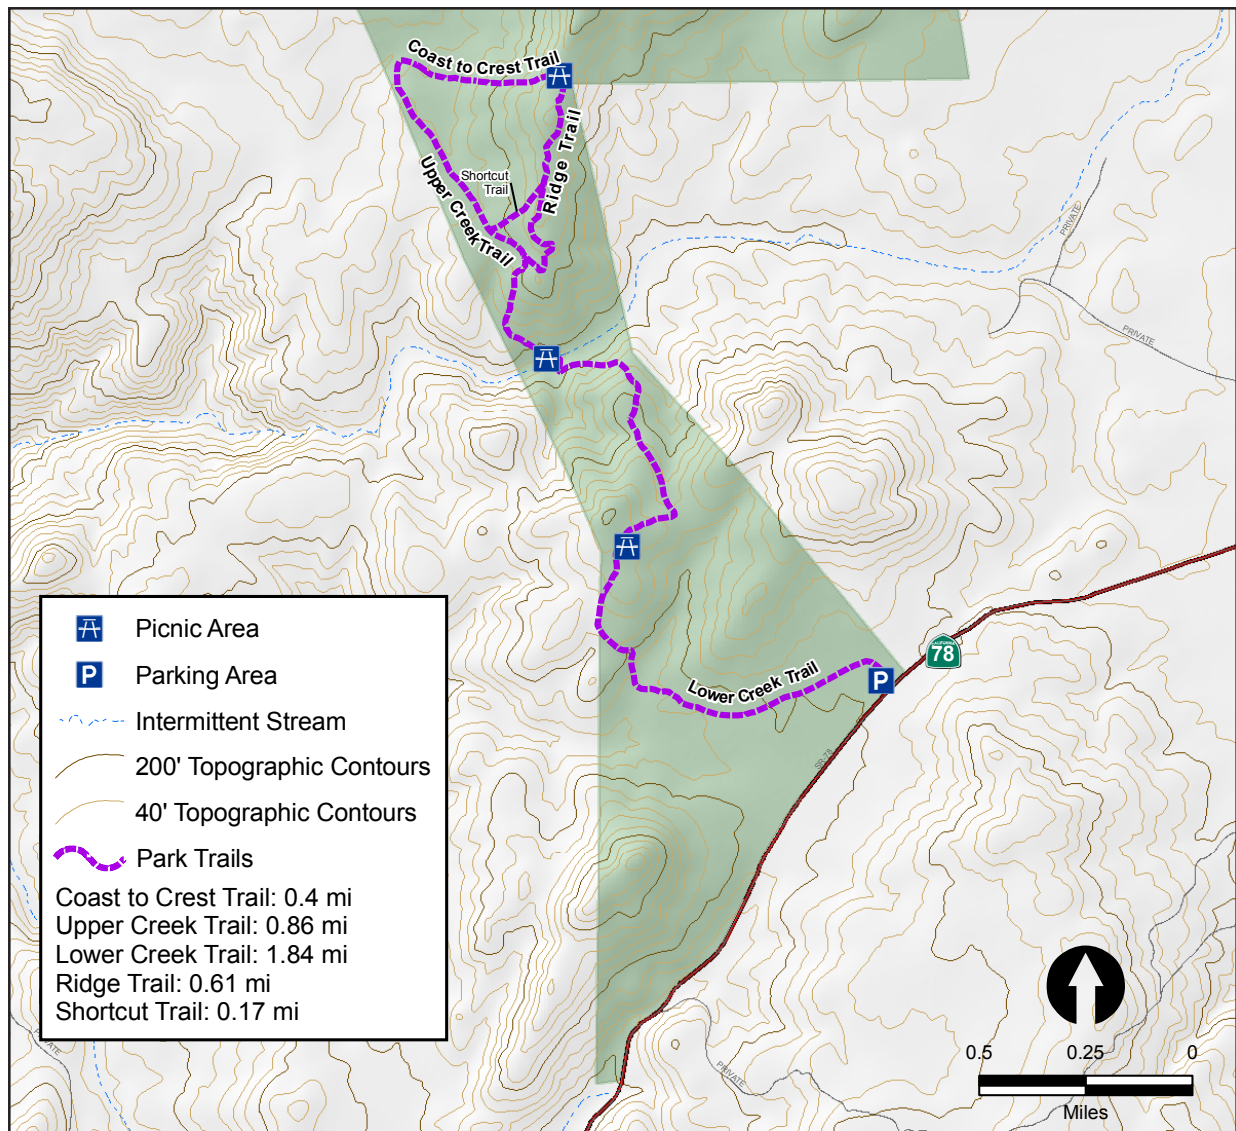 Coast to Crest Trail
Ridge Trail
Shortcut
Trail
Upper Creek Trail
PRIVATE
PRIVATE
CALIFORNIA
78
P
Lower Creek Trail
SR-78
Picnic Area
P
Parking Area
Intermittent Stream
200' Topographic Contours
40' Topographic Contours
Park Trails
Coast to Crest Trail: 0.4 mi
Upper Creek Trail: 0.86 mi
Lower Creek Trail: 1.84 mi
Ridge Trail: 0.61 mi
Shortcut Trail: 0.17 mi
PRIVATE
PRIVATE
0.5 0.25 0
Miles